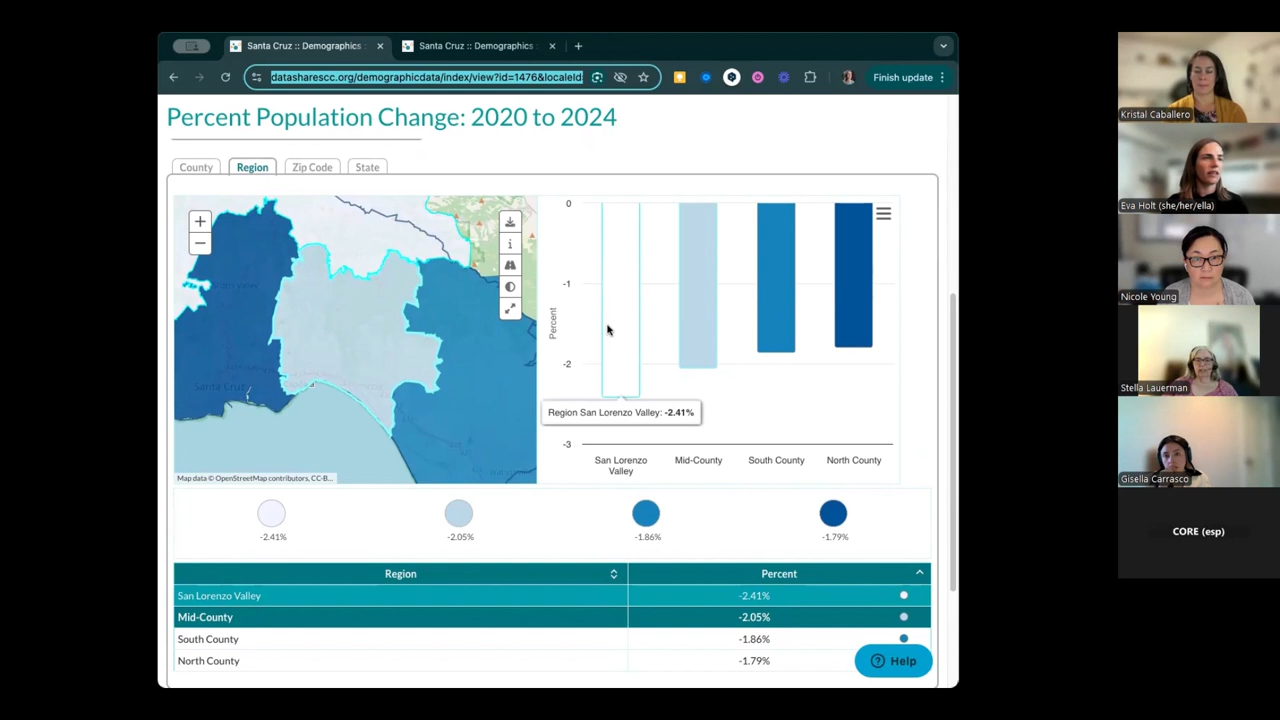 Santa Cruz :: Demographics :
Santa Cruz :: Demographics :
datasharescc.org/demographicdata/index/view?id=1476&localeId
Finish update
Percent Population Change: 2020 to 2024
County
Region
Zip Code
State
+
−
i
Santa Cruz
Map data © OpenStreetMap contributors, CC-B...
Percent
0
-1
-2
-3
Region San Lorenzo Valley: -2.41%
San Lorenzo
Valley
Mid-County
South County
North County
-2.41%
-2.05%
-1.86%
-1.79%
Region
Percent
San Lorenzo Valley
-2.41%
Mid-County
-2.05%
South County
-1.86%
North County
-1.79%
Help
Kristal Caballero
Eva Holt (she/her/ella)
Nicole Young
Stella Lauerman
Gisella Carrasco
CORE (esp)